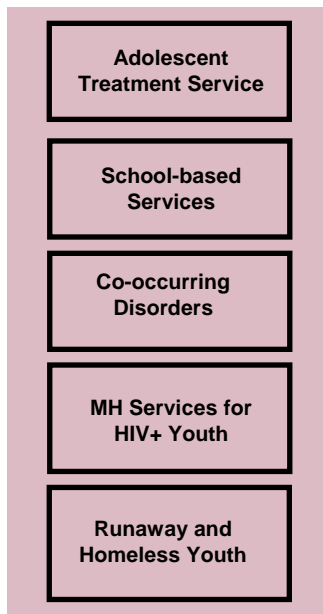 Adolescent
Treatment Service
School-based
Services
Co-occurring
Disorders
MH Services for
HIV+ Youth
Runaway and
Homeless Youth